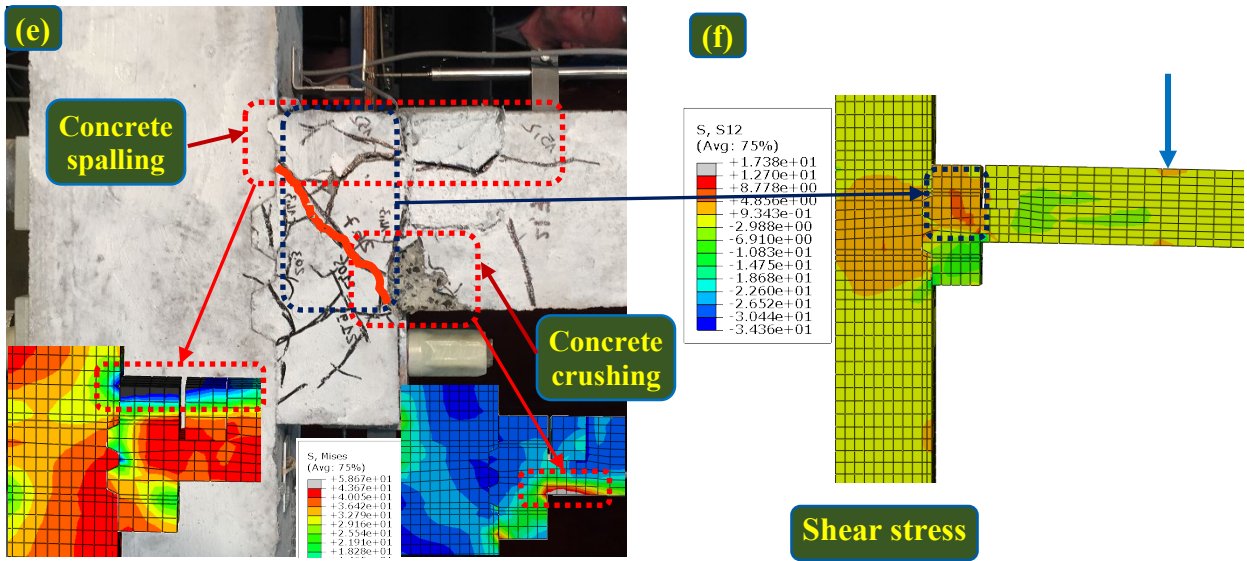 (e)
Concrete
spalling
Concrete
crushing
S, Mises
(Avg: 75%)
+5.867e+01
+4.367e+01
+4.005e+01
+3.642e+01
+3.279e+01
+2.916e+01
+2.554e+01
+2.191e+01
+1.828e+01
(f)
S, S12
(Avg: 75%)
+1.738e+01
+1.270e+01
+8.778e+00
+4.856e+00
+9.343e-01
-2.988e+00
-6.910e+00
-1.083e+01
-1.475e+01
-1.868e+01
-2.260e+01
-2.652e+01
-3.044e+01
-3.436e+01
Shear stress